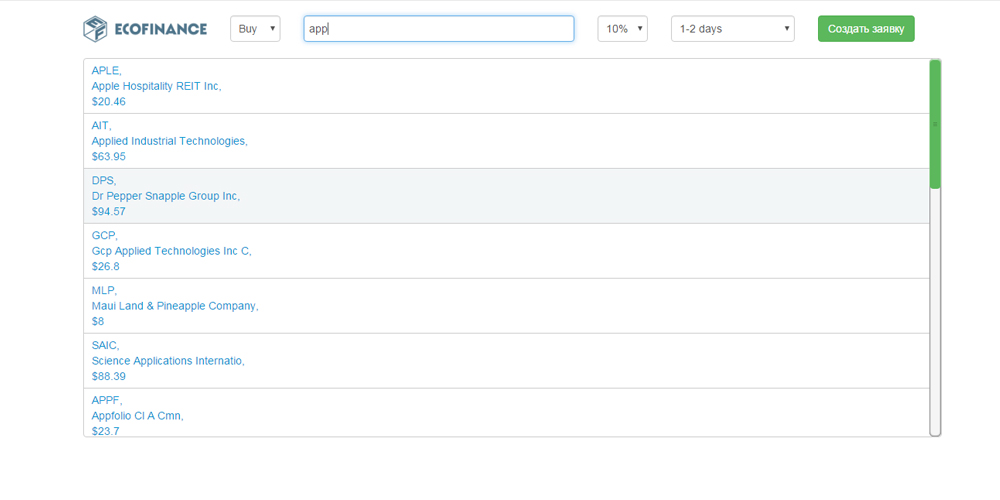 ECOFINANCE Buy app 10% 1-2 days Создать заявку
APLE,
Apple Hospitality REIT Inc,
$20.46
AIT,
Applied Industrial Technologies,
$63.95
DPS,
Dr Pepper Snapple Group Inc,
$94.57
GCP,
Gcp Applied Technologies Inc C,
$26.8
MLP,
Maui Land & Pineapple Company,
$8
SAIC,
Science Applications Internatio,
$88.39
APPF,
Appfolio Cl A Cmn,
$23.7